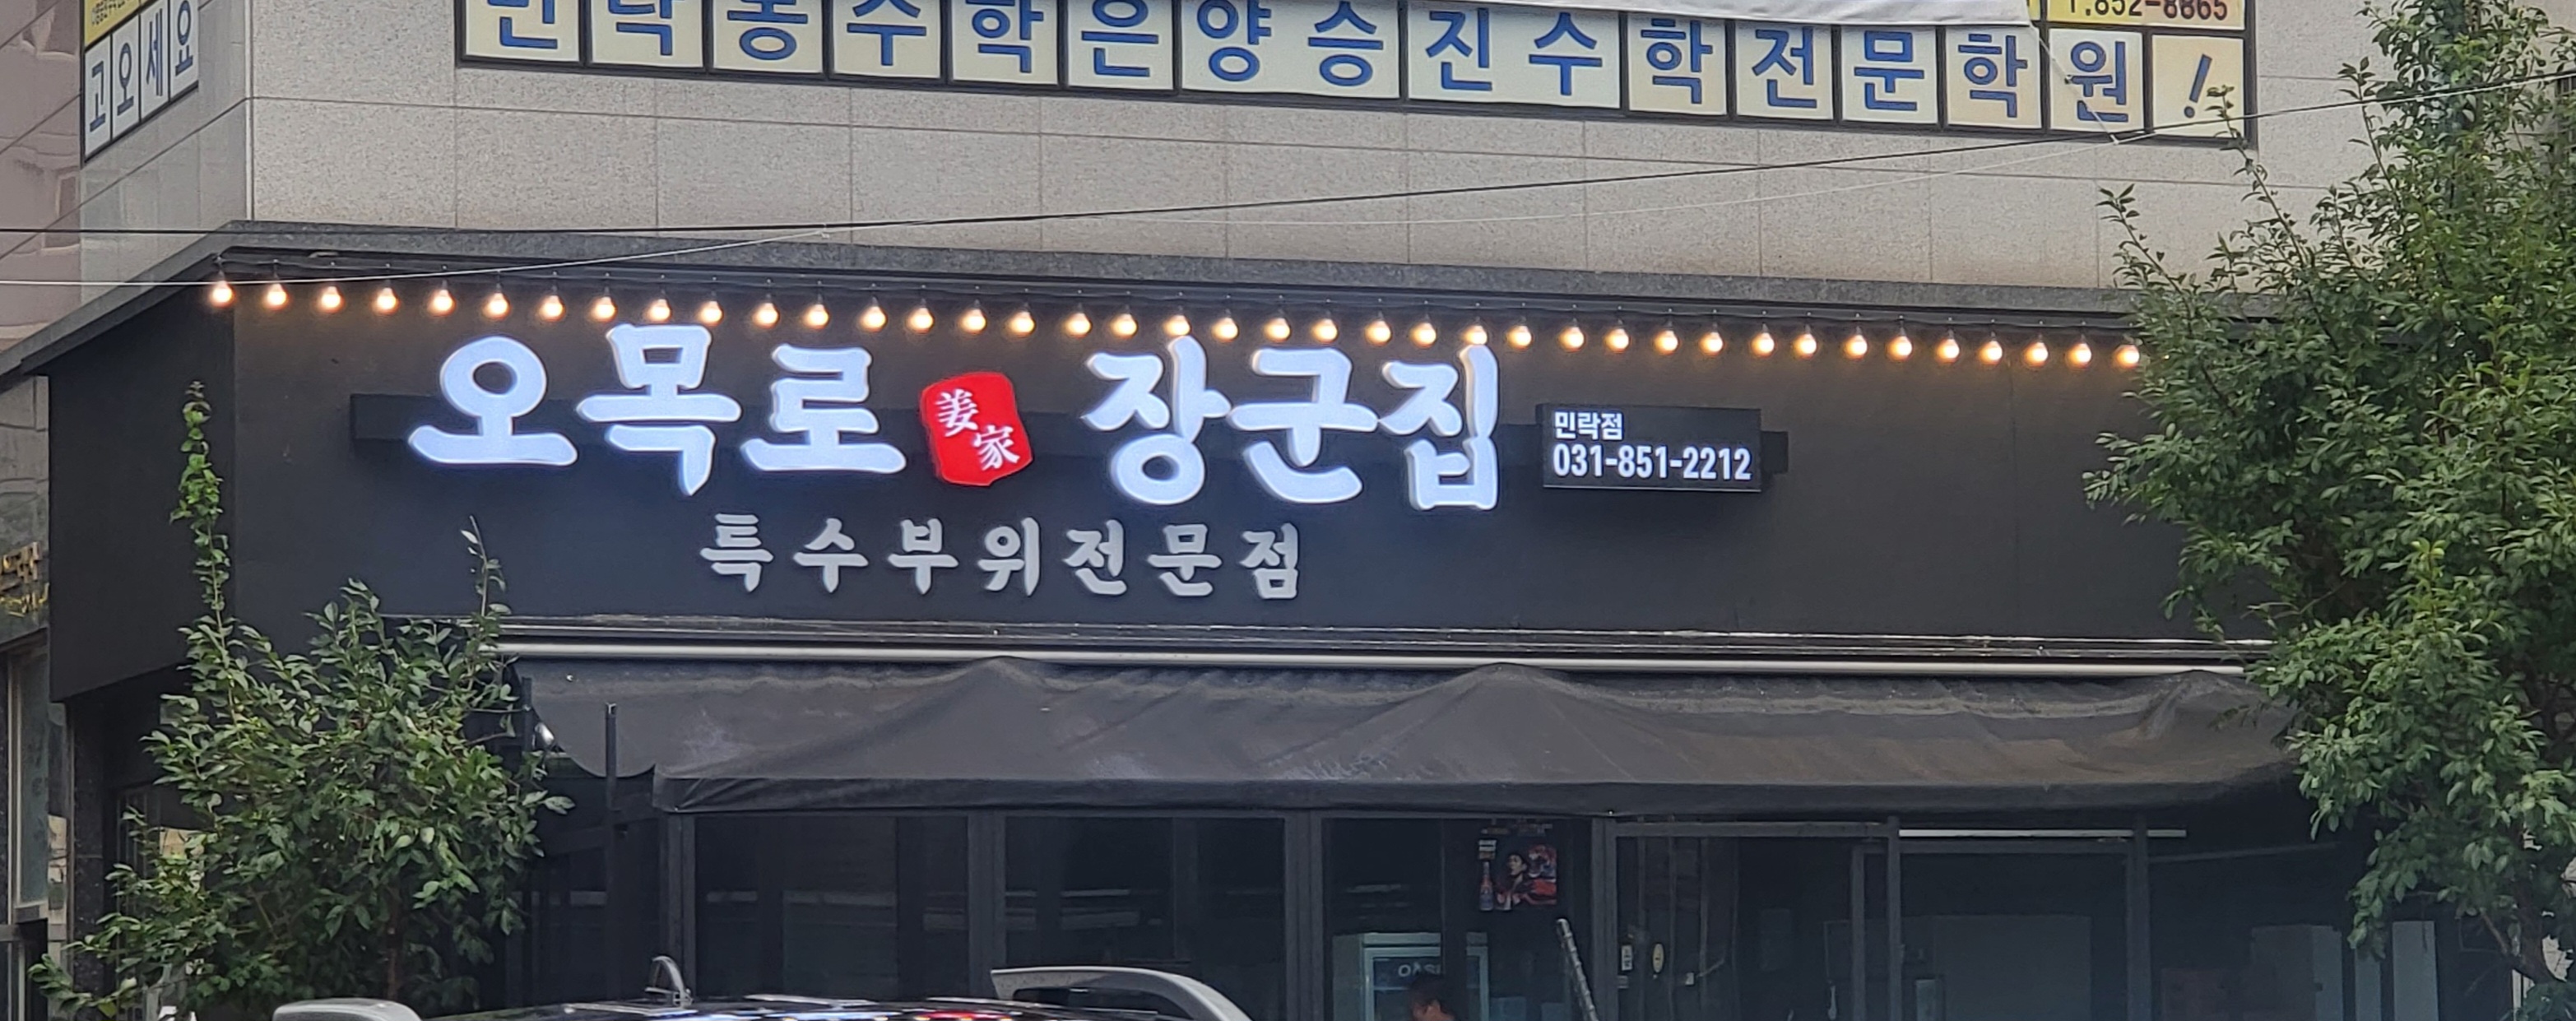 고오세요
민락동수학은양승진수학전문학원!
오목로 姜家 장군집
민락점
031-851-2212
특수부위전문점